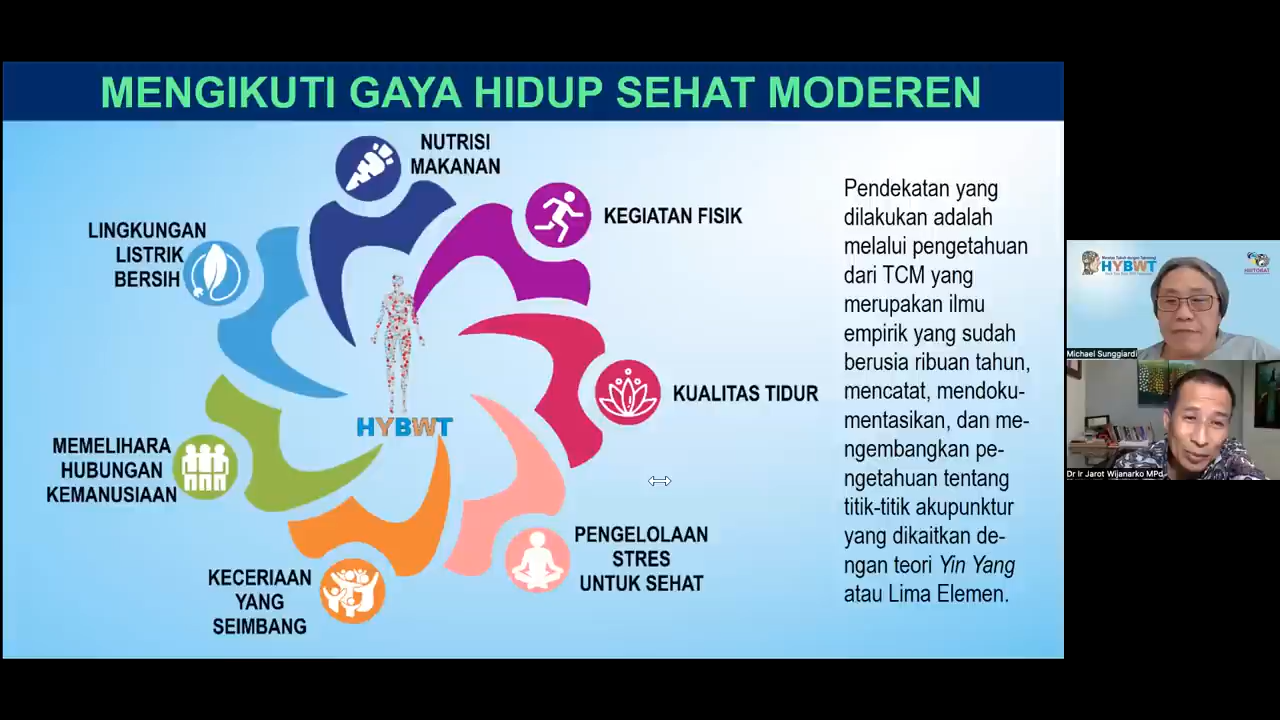 MENGIKUTI GAYA HIDUP SEHAT MODEREN
NUTRISI
MAKANAN
KEGIATAN FISIK
KUALITAS TIDUR
PENGELOLAAN
STRES
UNTUK SEHAT
KECERIAAN
YANG
SEIMBANG
MEMELIHARA
HUBUNGAN
KEMANUSIAAN
LINGKUNGAN
LISTRIK
BERSIH
HYBWT
Pendekatan yang
dilakukan adalah
melalui pengetahuan
dari TCM yang
merupakan ilmu
empirik yang sudah
berusia ribuan tahun,
mencatat, mendoku-
mentasikan, dan me-
ngembangkan pe-
ngetahuan tentang
titik-titik akupunktur
yang dikaitkan de-
ngan teori Yin Yang
atau Lima Elemen.
HYBWT
Michael Sunggiardi
Dr Ir Jarot Wijanarko MPd